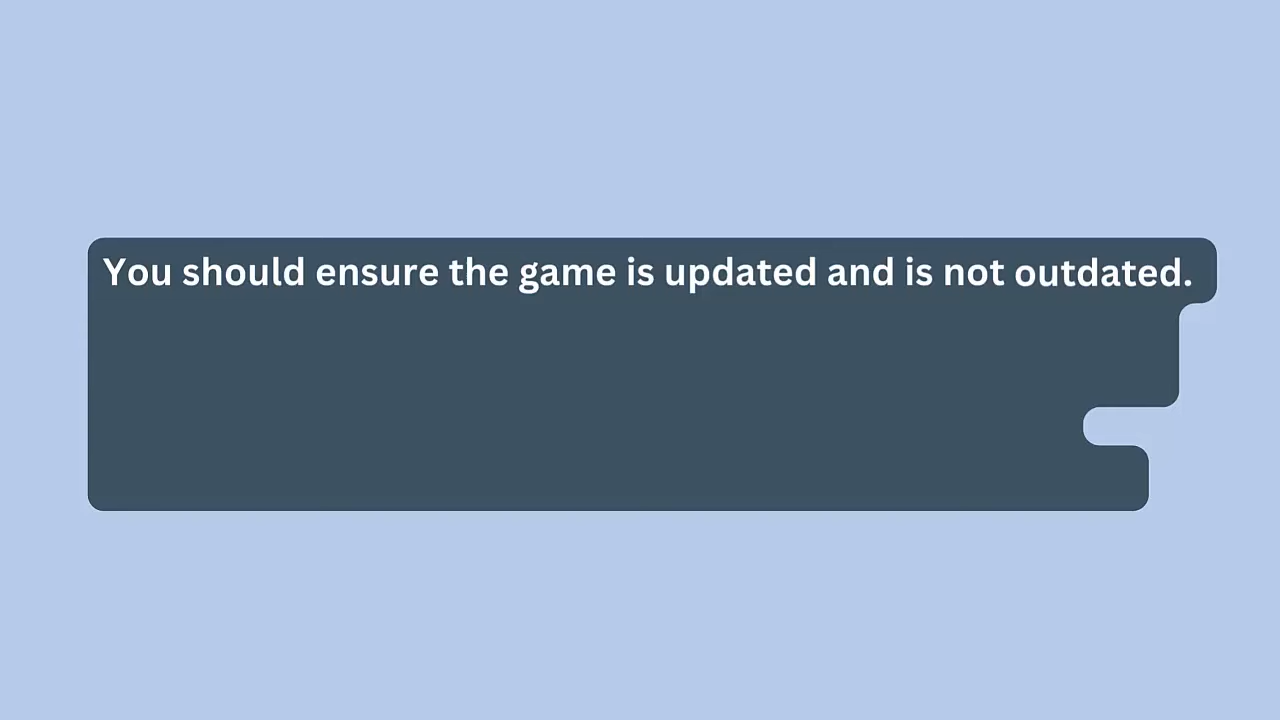 You should ensure the game is updated and is not outdated.